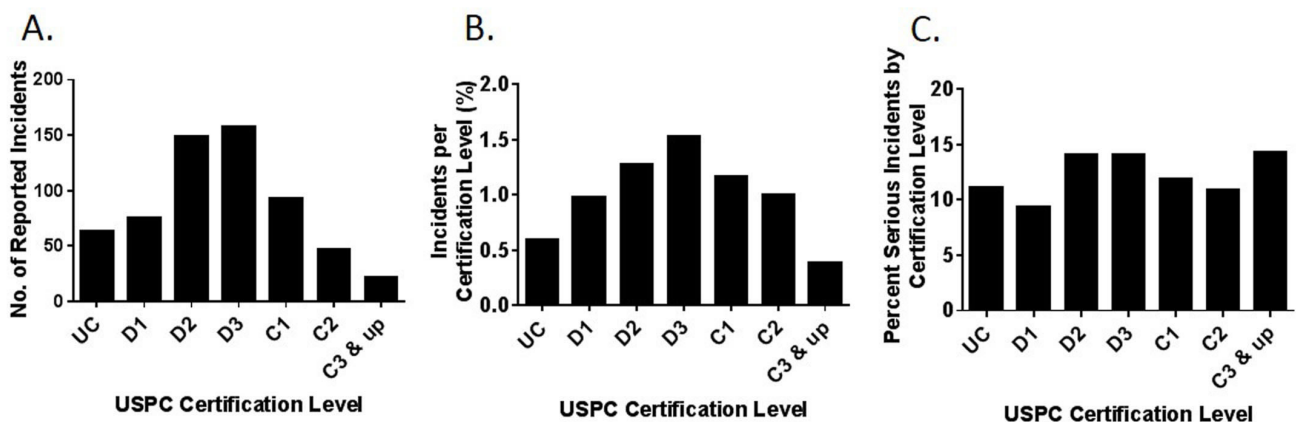 A.
No. of Reported Incidents
200
150
100
50
0
UC
D1
D2
D3
C1
C2
C3 & up
USPC Certification Level
B.
Incidents per
Certification Level (%)
2.0
1.5
1.0
0.5
0.0
UC
D1
D2
D3
C1
C2
C3 & up
USPC Certification Level
C.
Percent Serious Incidents by
Certification Level
20
15
10
5
0
UC
D1
D2
D3
C1
C2
C3 & up
USPC Certification Level